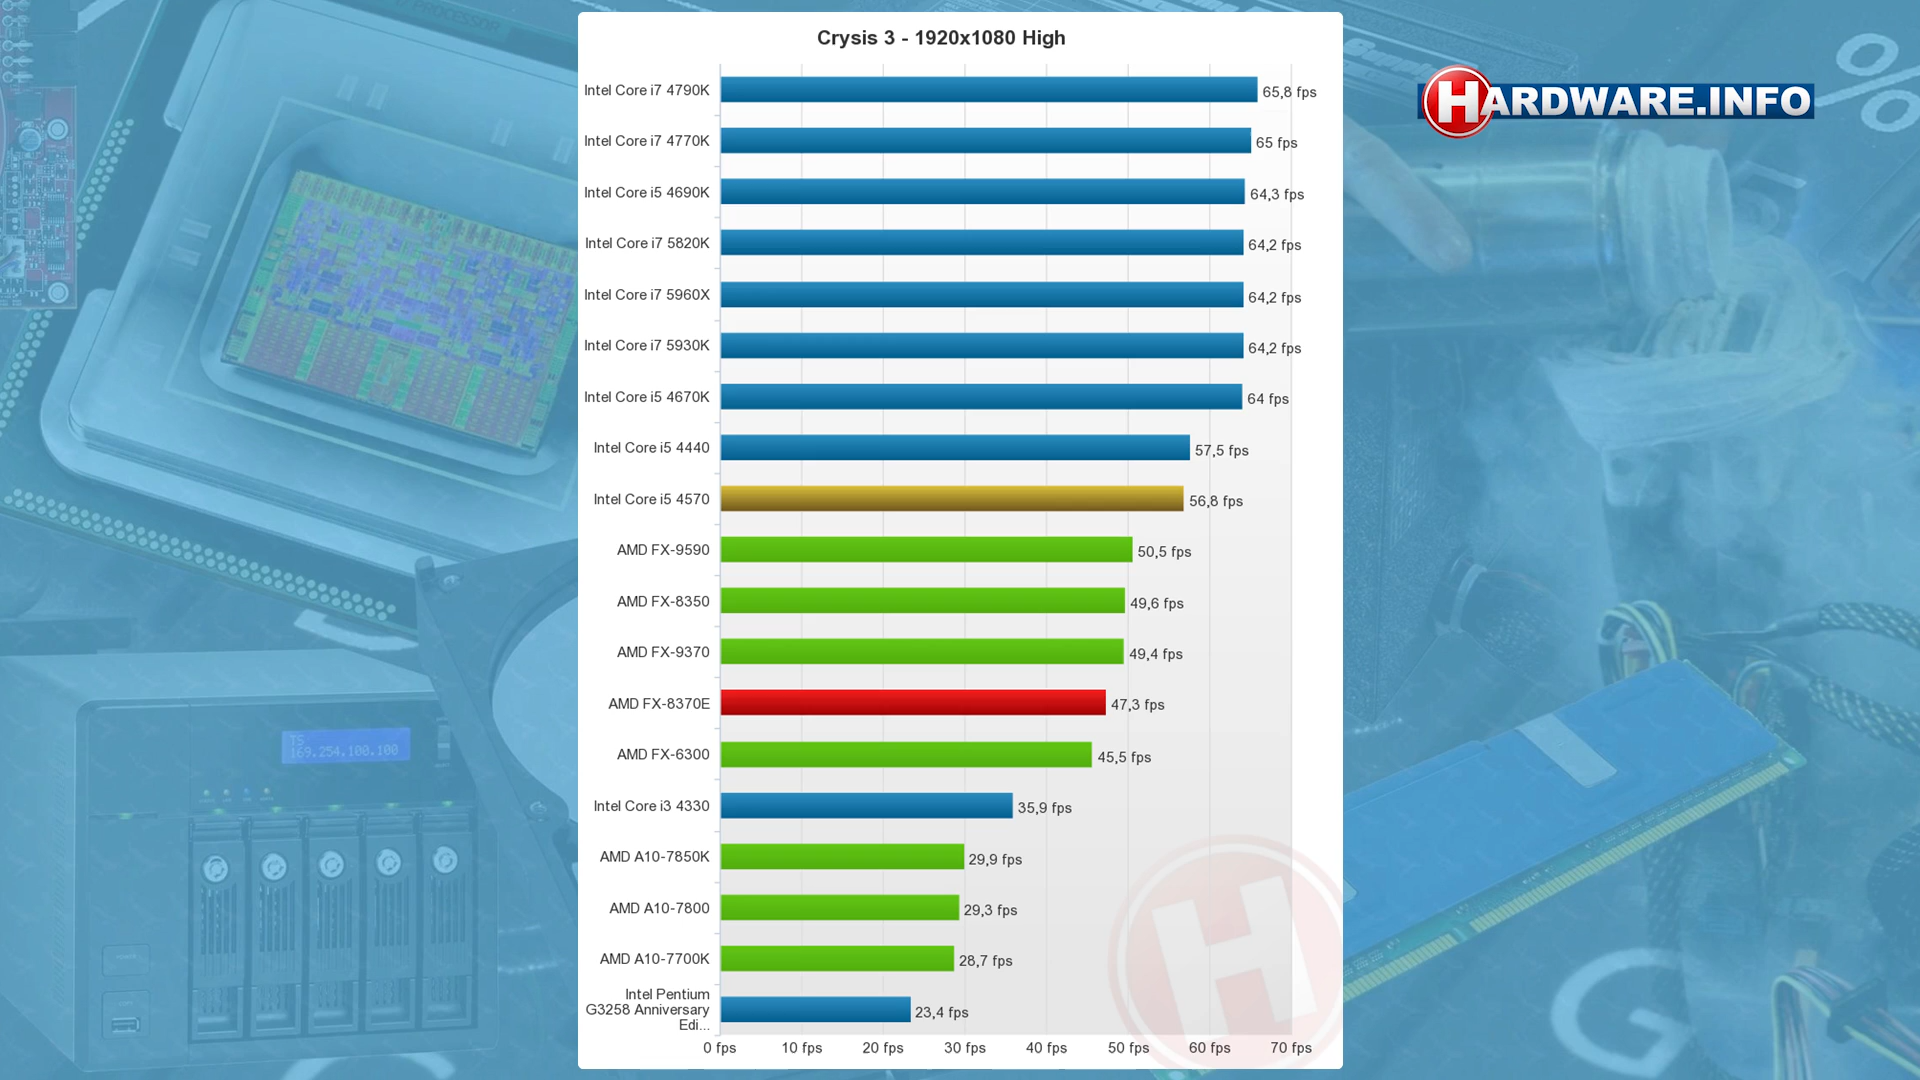 Crysis 3 - 1920x1080 High
HARDWARE.INFO
Intel Core i7 4790K 65,8 fps
Intel Core i7 4770K 65 fps
Intel Core i5 4690K 64,3 fps
Intel Core i7 5820K 64,2 fps
Intel Core i7 5960X 64,2 fps
Intel Core i7 5930K 64,2 fps
Intel Core i5 4670K 64 fps
Intel Core i5 4440 57,5 fps
Intel Core i5 4570 56,8 fps
AMD FX-9590 50,5 fps
AMD FX-8350 49,6 fps
AMD FX-9370 49,4 fps
AMD FX-8370E 47,3 fps
AMD FX-6300 45,5 fps
Intel Core i3 4330 35,9 fps
AMD A10-7850K 29,9 fps
AMD A10-7800 29,3 fps
AMD A10-7700K 28,7 fps
Intel Pentium
G3258 Anniversary
Edi... 23,4 fps
0 fps 10 fps 20 fps 30 fps 40 fps 50 fps 60 fps 70 fps
H
TS
169.254.100.100
%
G